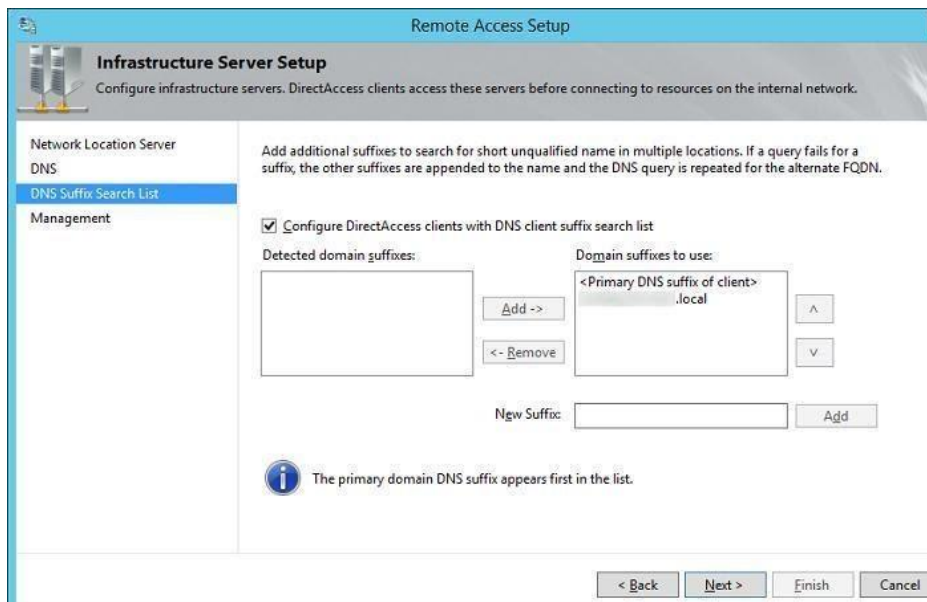 Remote Access Setup
Infrastructure Server Setup
Configure infrastructure servers. DirectAccess clients access these servers before connecting to resources on the internal network.
Network Location Server
DNS
DNS Suffix Search List
Management
Add additional suffixes to search for short unqualified name in multiple locations. If a query fails for a
suffix, the other suffixes are appended to the name and the DNS query is repeated for the alternate FQDN.
Configure DirectAccess clients with DNS client suffix search list
Detected domain suffixes:
Domain suffixes to use:
<Primary DNS suffix of client>
.local
Add ->
<- Remove
New Suffix:
Add
The primary domain DNS suffix appears first in the list.
< Back
Next >
Finish
Cancel